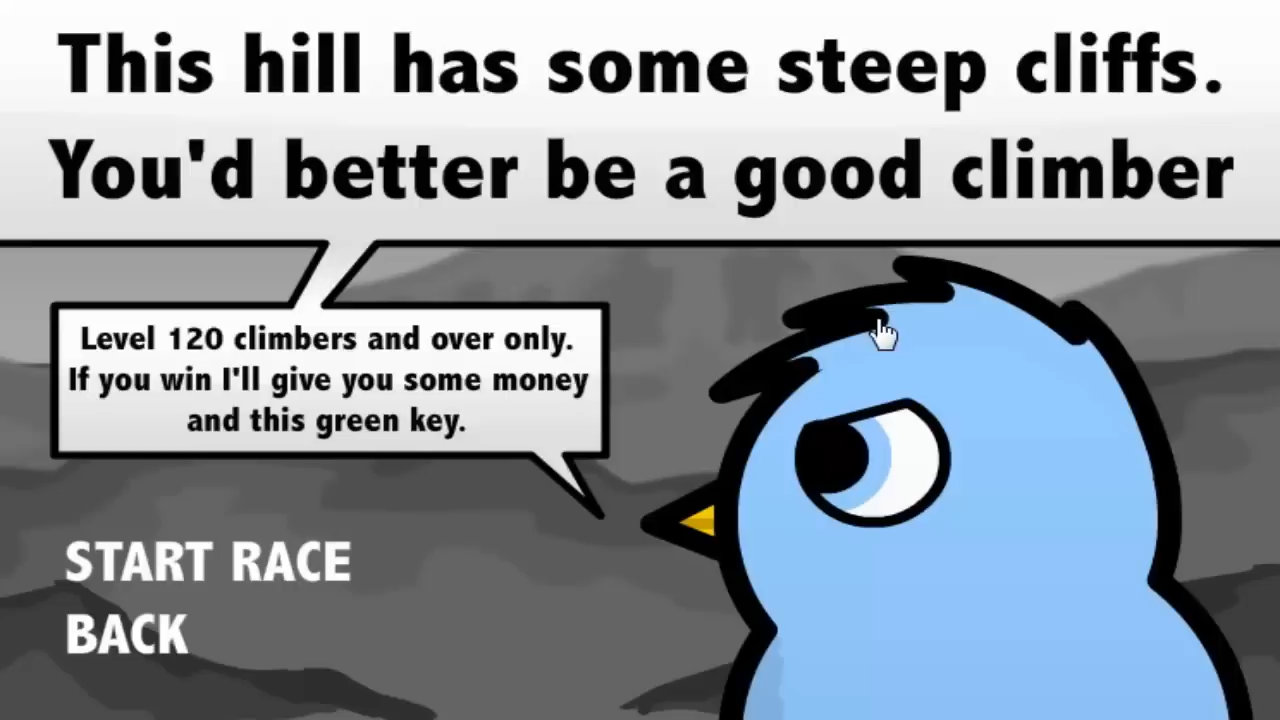 This hill has some steep cliffs.
You'd better be a good climber
Level 120 climbers and over only.
If you win I'll give you some money
and this green key.
START RACE
BACK